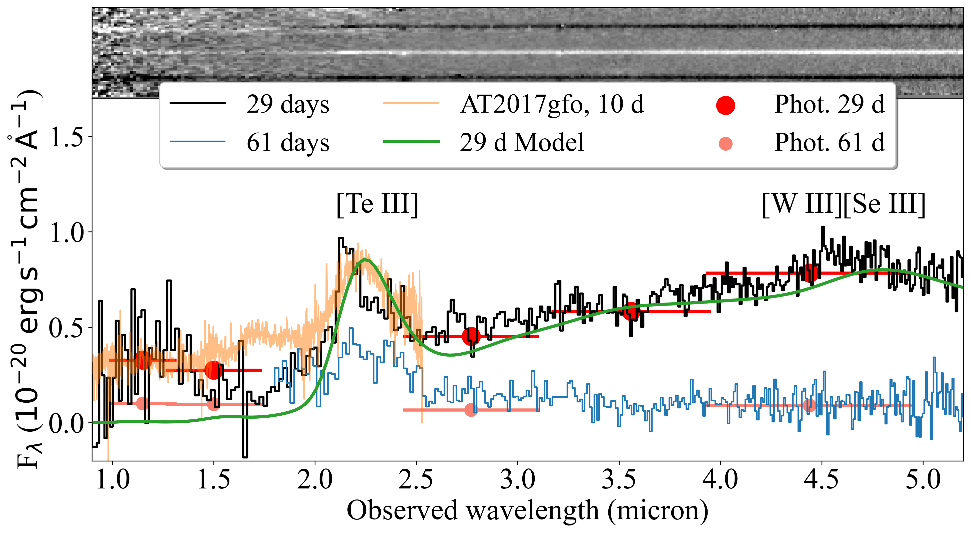 29 days AT2017gfo, 10 d Phot. 29 d
61 days 29 d Model Phot. 61 d
[Te III] [W III][Se III]
F_λ (10^−20 erg s^−1 cm^−2 Å^−1)
1.5
1.0
0.5
0.0
1.0 1.5 2.0 2.5 3.0 3.5 4.0 4.5 5.0
Observed wavelength (micron)